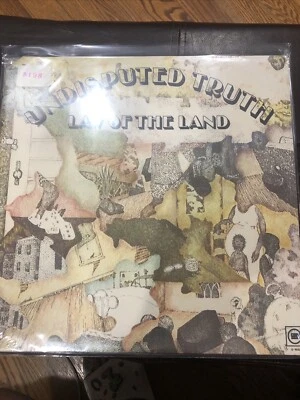 UNDISPUTED TRUTH
LAW OF THE LAND